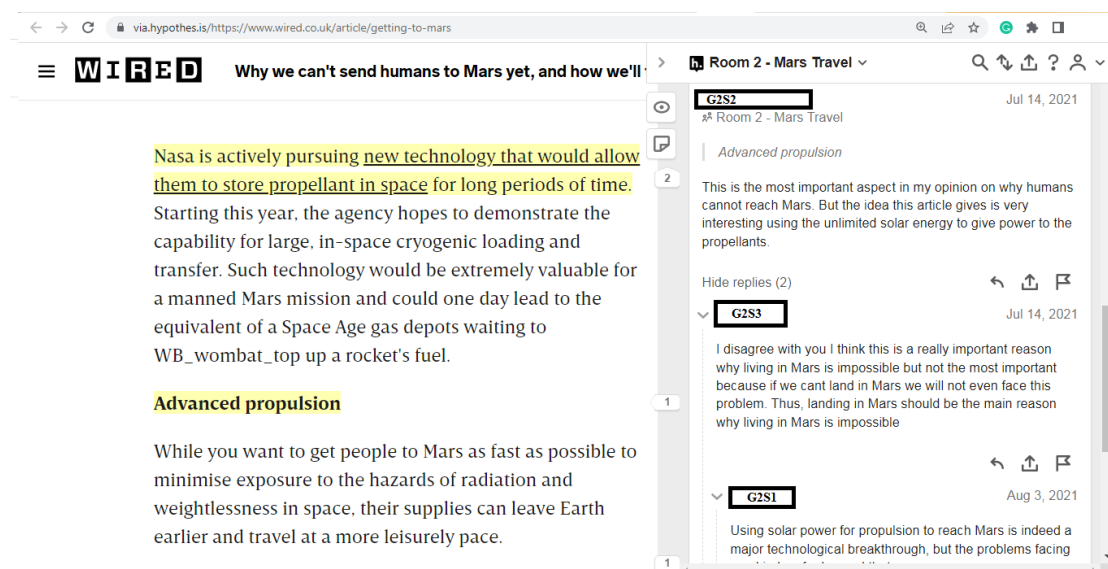 via.hypothes.is/https://www.wired.co.uk/article/getting-to-mars
WIRED
Why we can't send humans to Mars yet, and how we'll
Nasa is actively pursuing new technology that would allow
them to store propellant in space for long periods of time.
Starting this year, the agency hopes to demonstrate the
capability for large, in-space cryogenic loading and
transfer. Such technology would be extremely valuable for
a manned Mars mission and could one day lead to the
equivalent of a Space Age gas depots waiting to
WB_wombat_top up a rocket's fuel.
Advanced propulsion
While you want to get people to Mars as fast as possible to
minimise exposure to the hazards of radiation and
weightlessness in space, their supplies can leave Earth
earlier and travel at a more leisurely pace.
2
1
1
h. Room 2 - Mars Travel
?
G2S2
Jul 14, 2021
Room 2 - Mars Travel
Advanced propulsion
This is the most important aspect in my opinion on why humans
cannot reach Mars. But the idea this article gives is very
interesting using the unlimited solar energy to give power to the
propellants.
Hide replies (2)
G2S3
Jul 14, 2021
I disagree with you I think this is a really important reason
why living in Mars is impossible but not the most important
because if we cant land in Mars we will not even face this
problem. Thus, landing in Mars should be the main reason
why living in Mars is impossible
G2S1
Aug 3, 2021
Using solar power for propulsion to reach Mars is indeed a
major technological breakthrough, but the problems facing